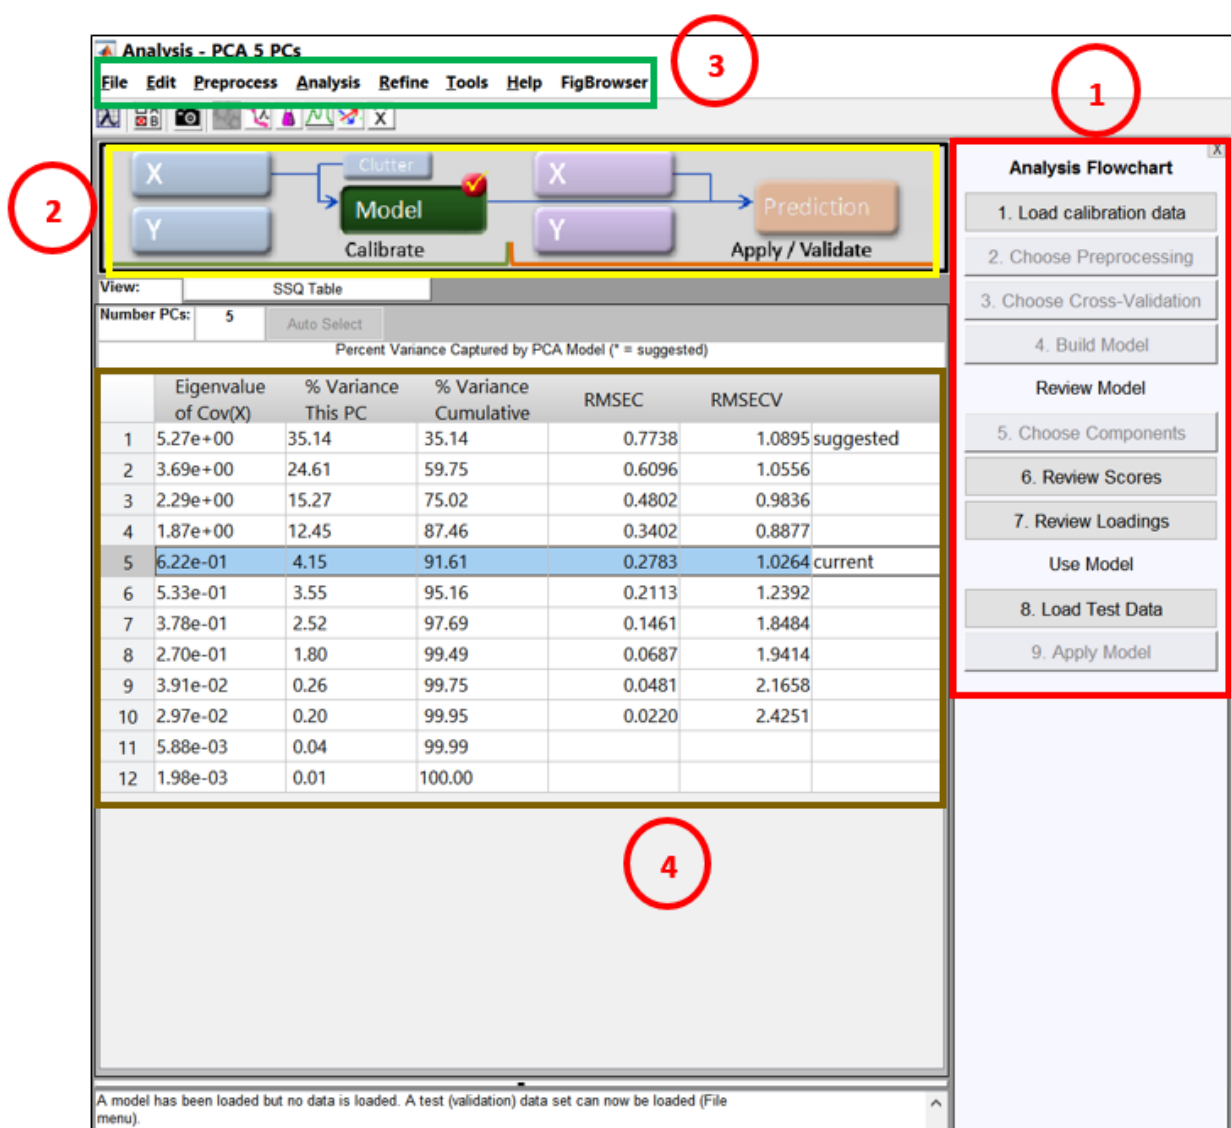 Analysis - PCA 5 PCs
3
File Edit Preprocess Analysis Refine Tools Help FigBrowser
1
X
Analysis Flowchart
1. Load calibration data
2. Choose Preprocessing
3. Choose Cross-Validation
4. Build Model
Review Model
5. Choose Components
6. Review Scores
7. Review Loadings
Use Model
8. Load Test Data
9. Apply Model
2
X
Y
Clutter
Model
Calibrate
X
Y
Prediction
Apply / Validate
View: SSQ Table
Number PCs: 5 Auto Select
Percent Variance Captured by PCA Model (* = suggested)
Eigenvalue % Variance % Variance RMSEC RMSECV
of Cov(X) This PC Cumulative
1 5.27e+00 35.14 35.14 0.7738 1.0895 suggested
2 3.69e+00 24.61 59.75 0.6096 1.0556
3 2.29e+00 15.27 75.02 0.4802 0.9836
4 1.87e+00 12.45 87.46 0.3402 0.8877
5 6.22e-01 4.15 91.61 0.2783 1.0264 current
6 5.33e-01 3.55 95.16 0.2113 1.2392
7 3.78e-01 2.52 97.69 0.1461 1.8484
8 2.70e-01 1.80 99.49 0.0687 1.9414
9 3.91e-02 0.26 99.75 0.0481 2.1658
10 2.97e-02 0.20 99.95 0.0220 2.4251
11 5.88e-03 0.04 99.99
12 1.98e-03 0.01 100.00
4
A model has been loaded but no data is loaded. A test (validation) data set can now be loaded (File
menu).